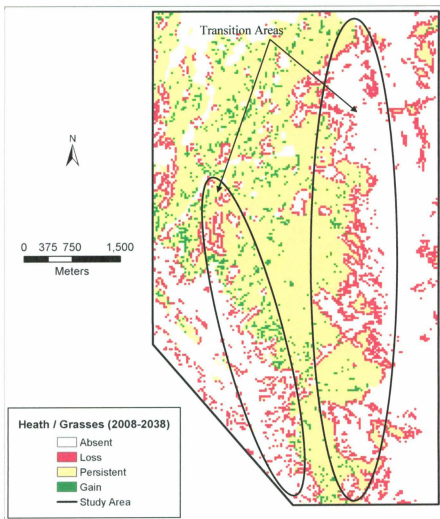 Transition Areas
N
0 375 750 1,500
Meters
Heath / Grasses (2008-2038)
Absent
Loss
Persistent
Gain
Study Area